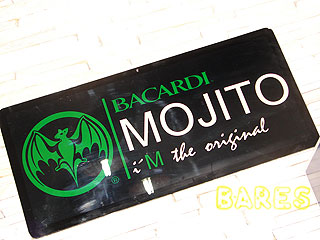 BACARDI
MOJITO
i'M the original
®
BARES